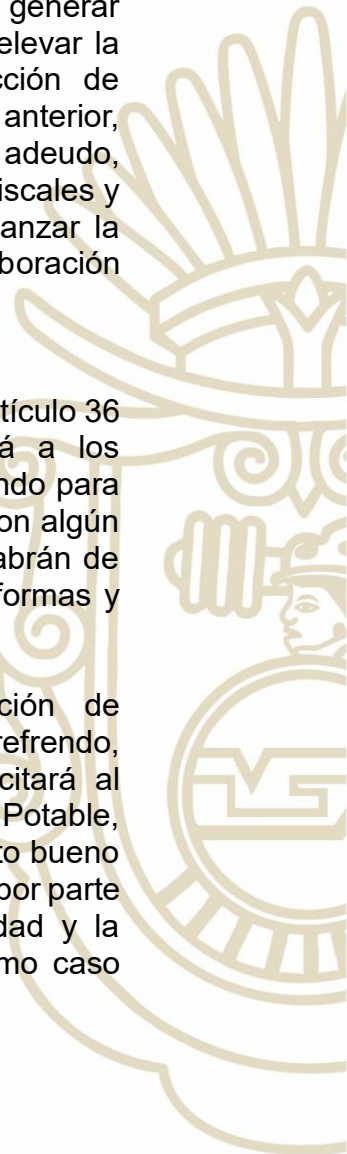 generar
elevar la
cción de
anterior,
adeudo,
iscales y
anzar la
boración
tículo 36
á a los
ndo para
on algún
abrán de
formas y
ción de
refrendo,
citará al
Potable,
to bueno
por parte
dad y la
mo caso